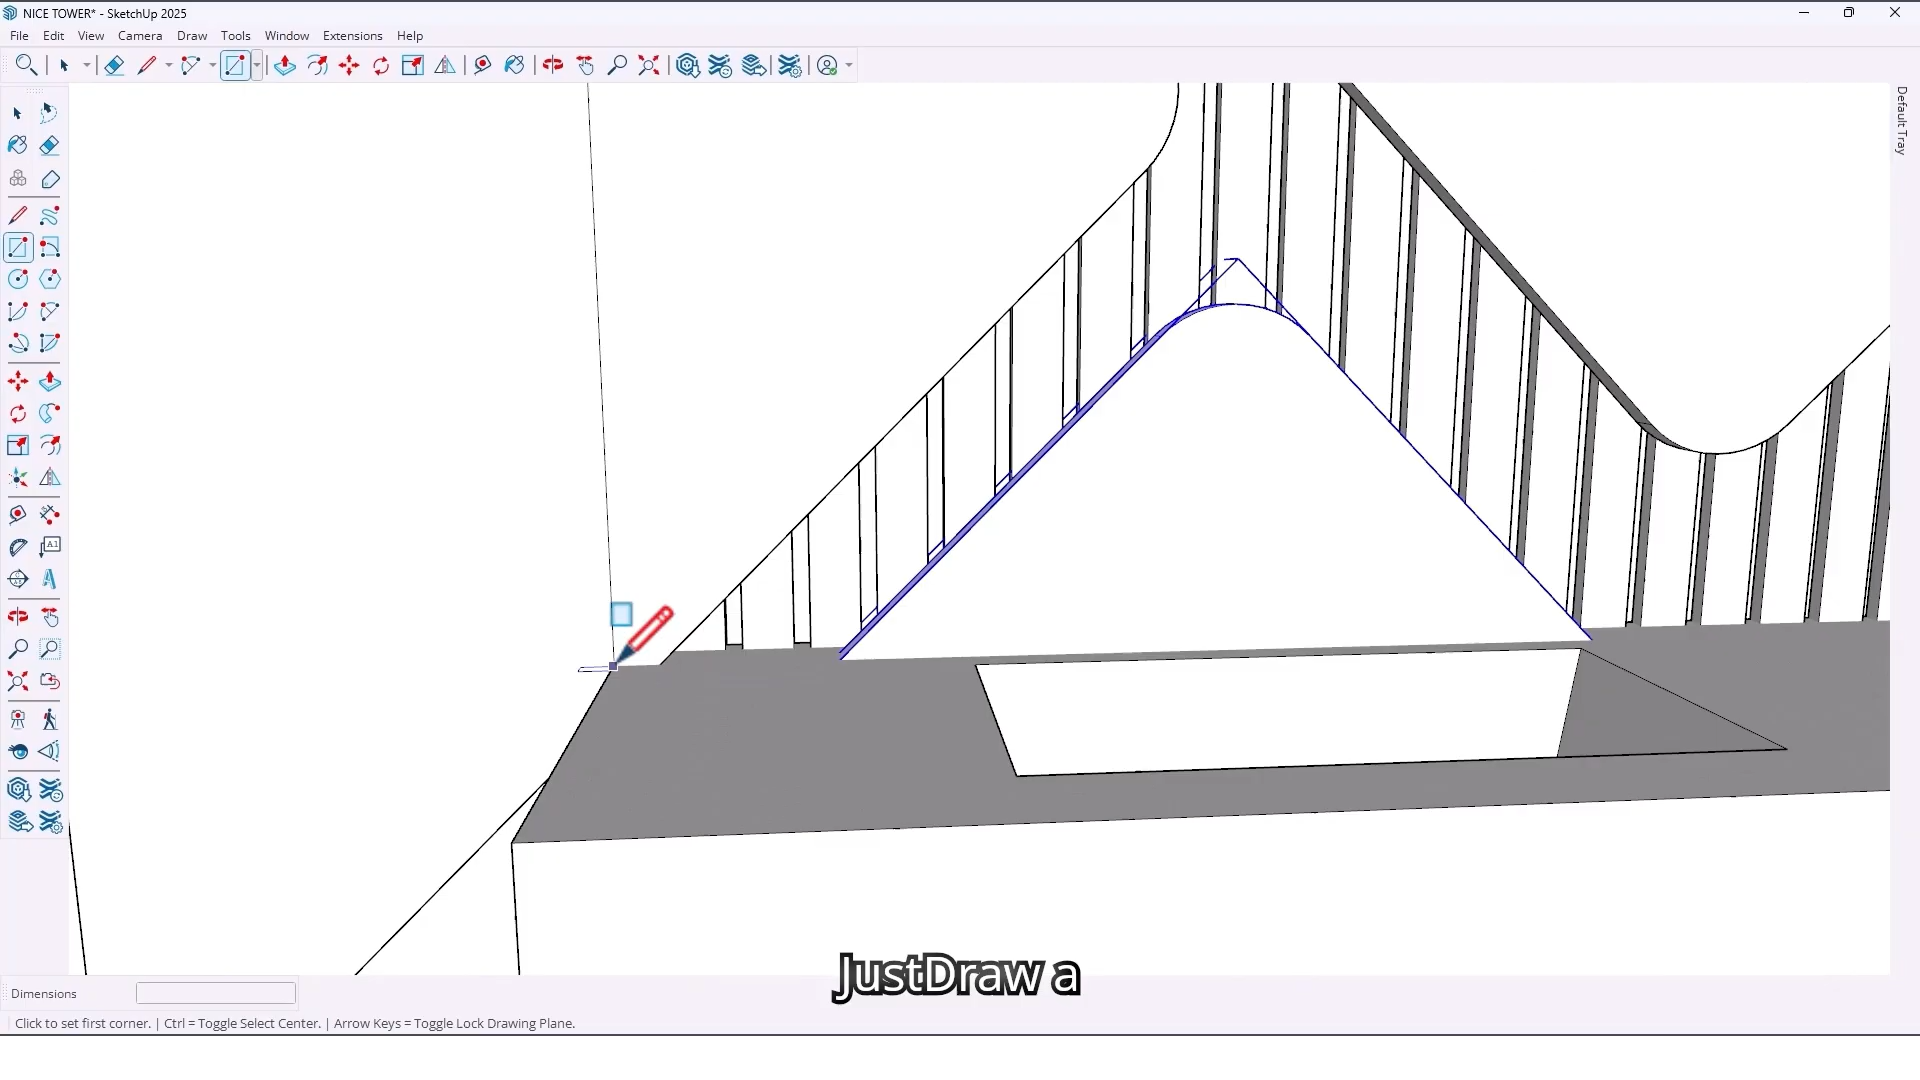 NICE TOWER* - SketchUp 2025
File Edit View Camera Draw Tools Window Extensions Help
Default Tray
A1
JustDraw a
Dimensions
Click to set first corner. | Ctrl = Toggle Select Center. | Arrow Keys = Toggle Lock Drawing Plane.